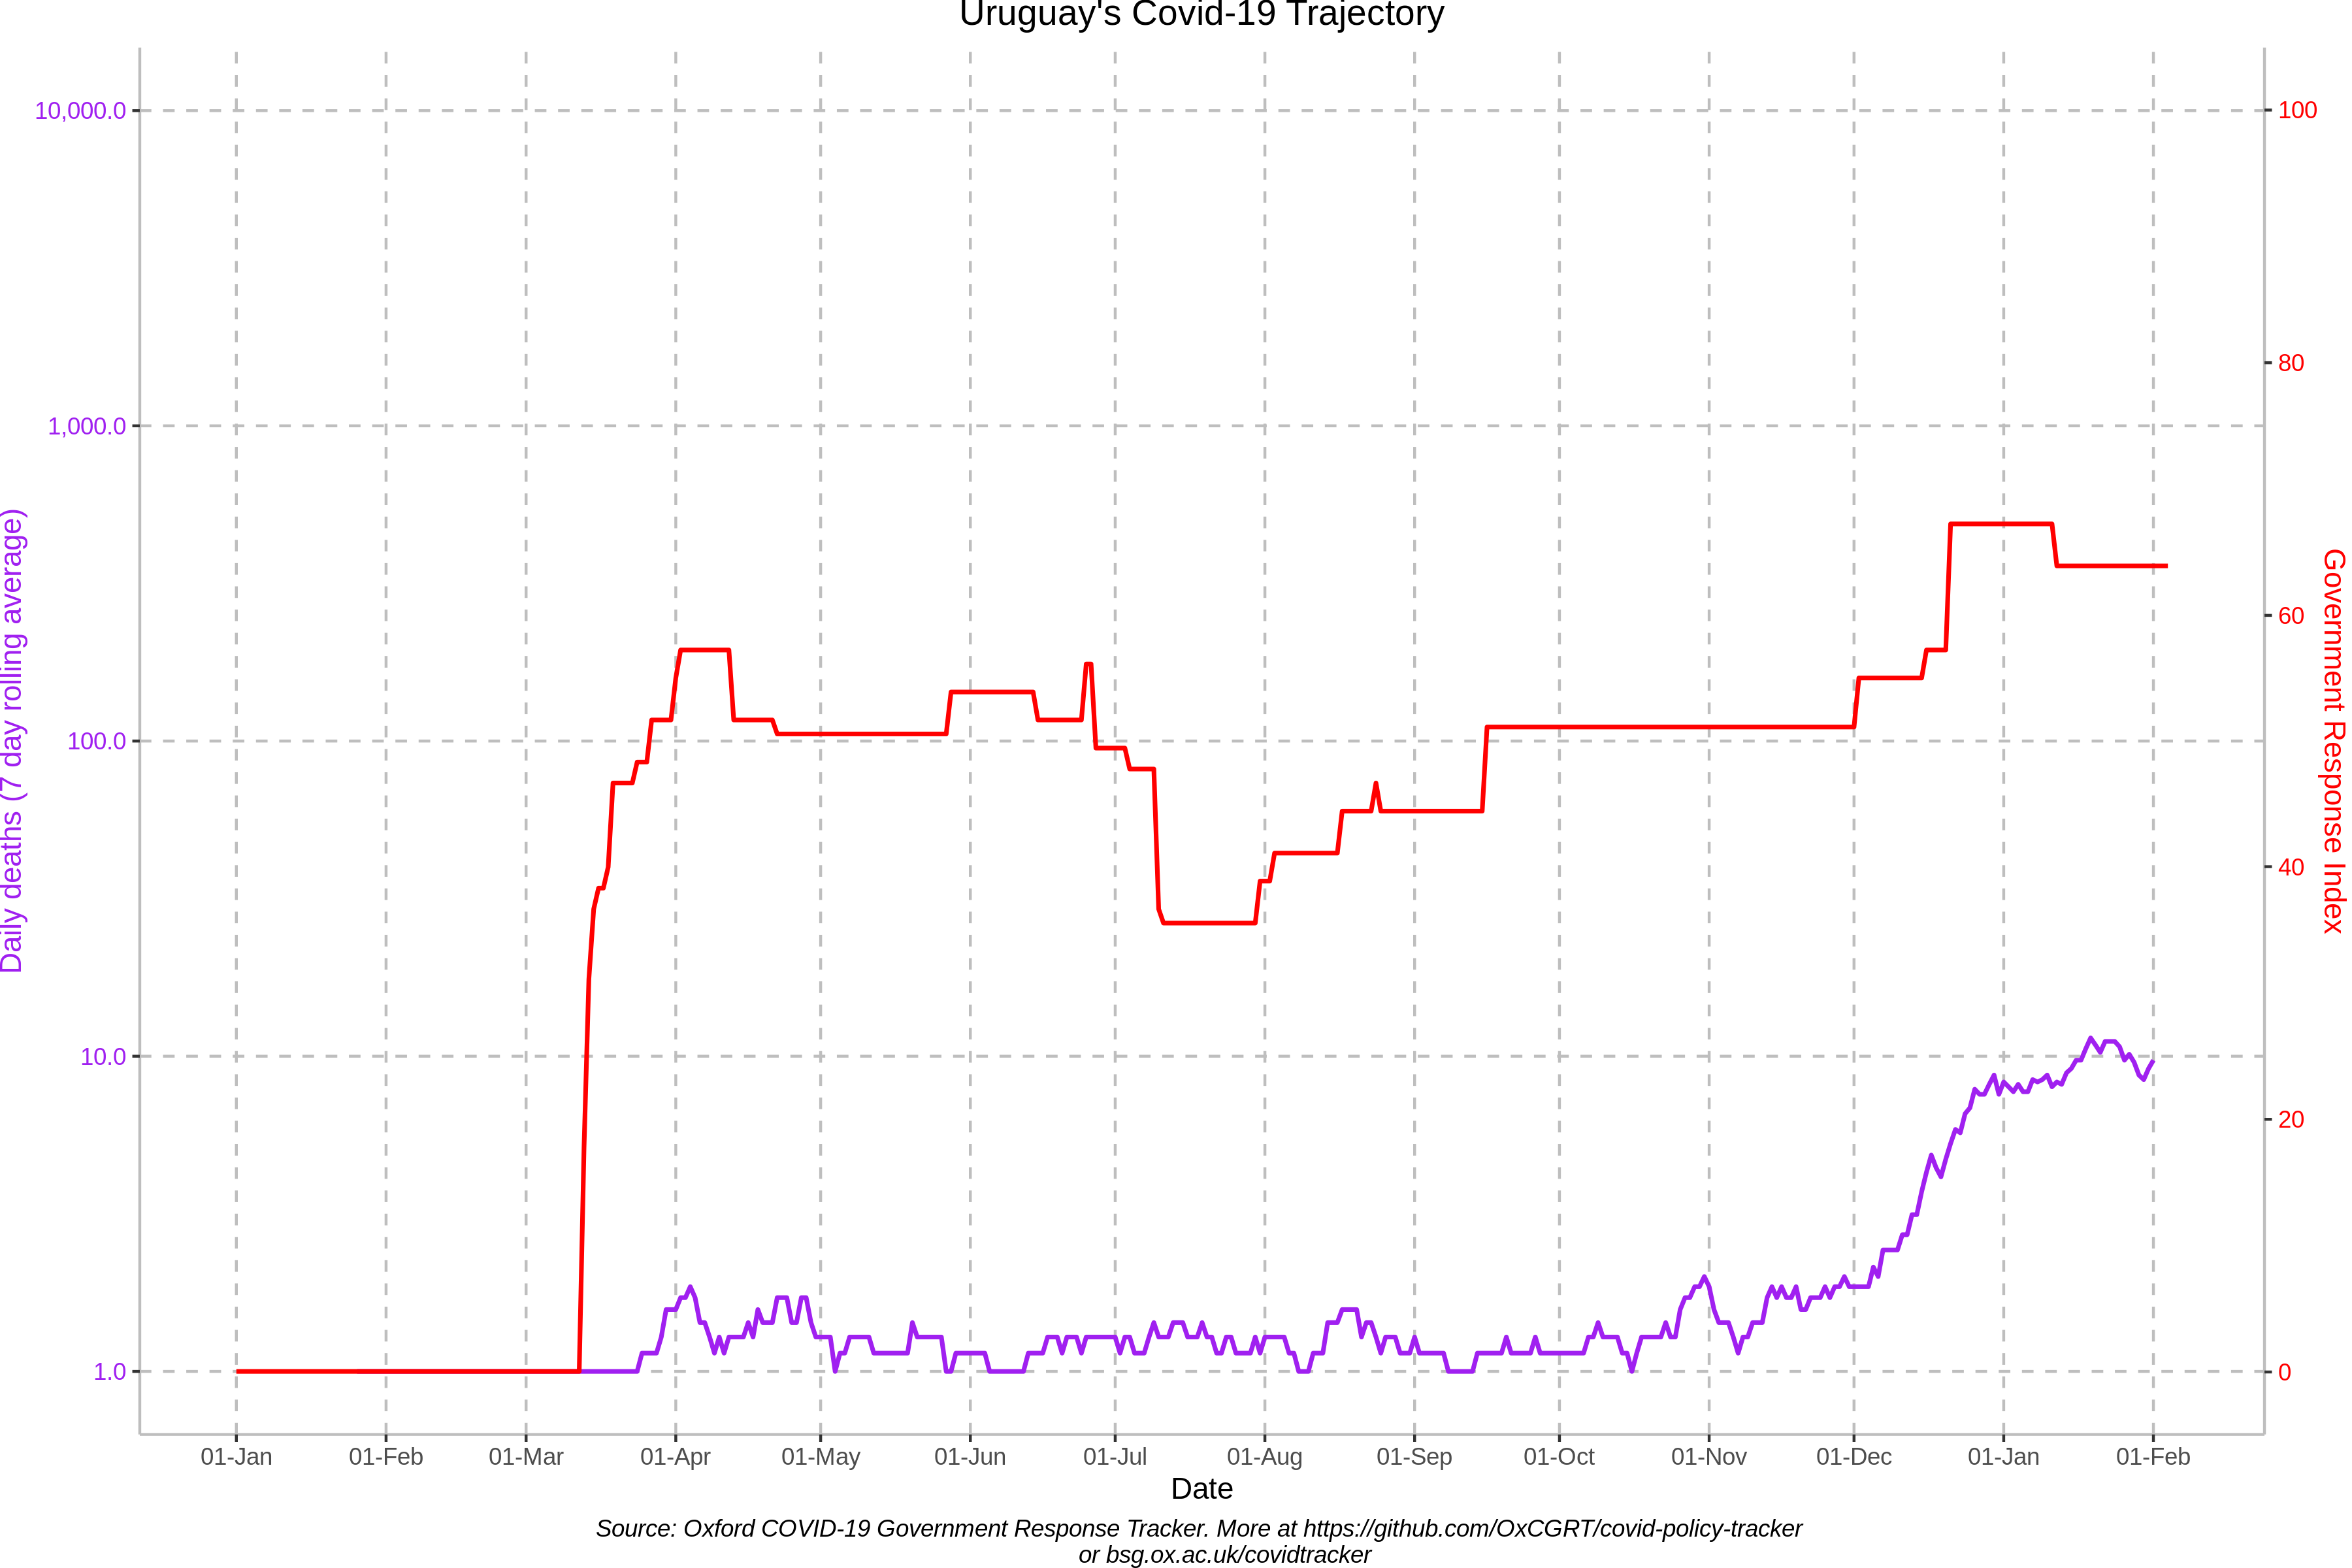 Uruguay's Covid-19 Trajectory
10,000.0
1,000.0
100.0
10.0
1.0
Daily deaths (7 day rolling average)
100
80
60
40
20
0
Government Response Index
01-Jan
01-Feb
01-Mar
01-Apr
01-May
01-Jun
01-Jul
01-Aug
01-Sep
01-Oct
01-Nov
01-Dec
01-Jan
01-Feb
Date
Source: Oxford COVID-19 Government Response Tracker. More at https://github.com/OxCGRT/covid-policy-tracker
or bsg.ox.ac.uk/covidtracker